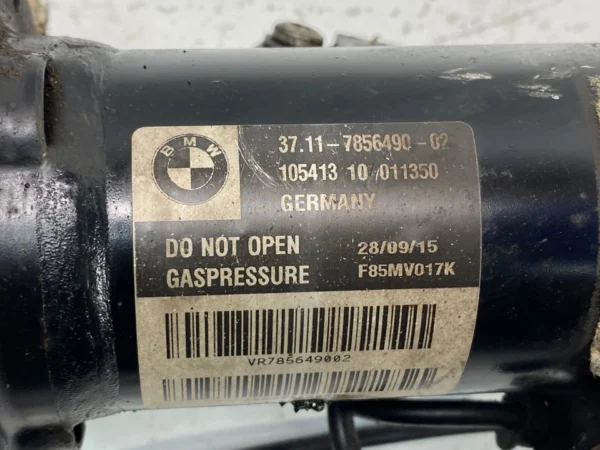 BMW
37.11-7856490-02
105413 10/011350
GERMANY
DO NOT OPEN 28/09/15
GASPRESSURE F85MV017K
VR785649002